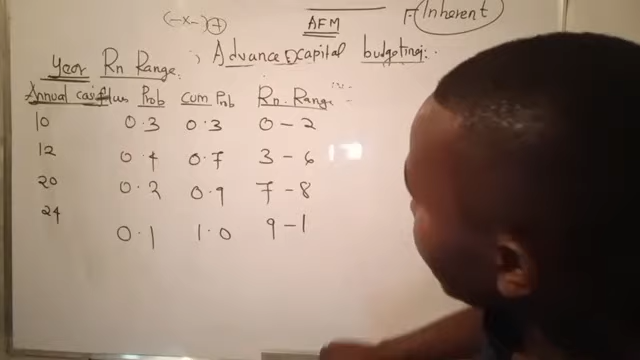 (- x -) +
AFM
F. Inherent
; Advance capital budgeting:.
Year Rn Range.
Annual Prob Cum Prob Rn. Range
10 0.3 0.3 0 - 2
12 0.4 0.7 3 - 6
20 0.2 0.9 7 - 8
24 0.1 1.0 9 - 1